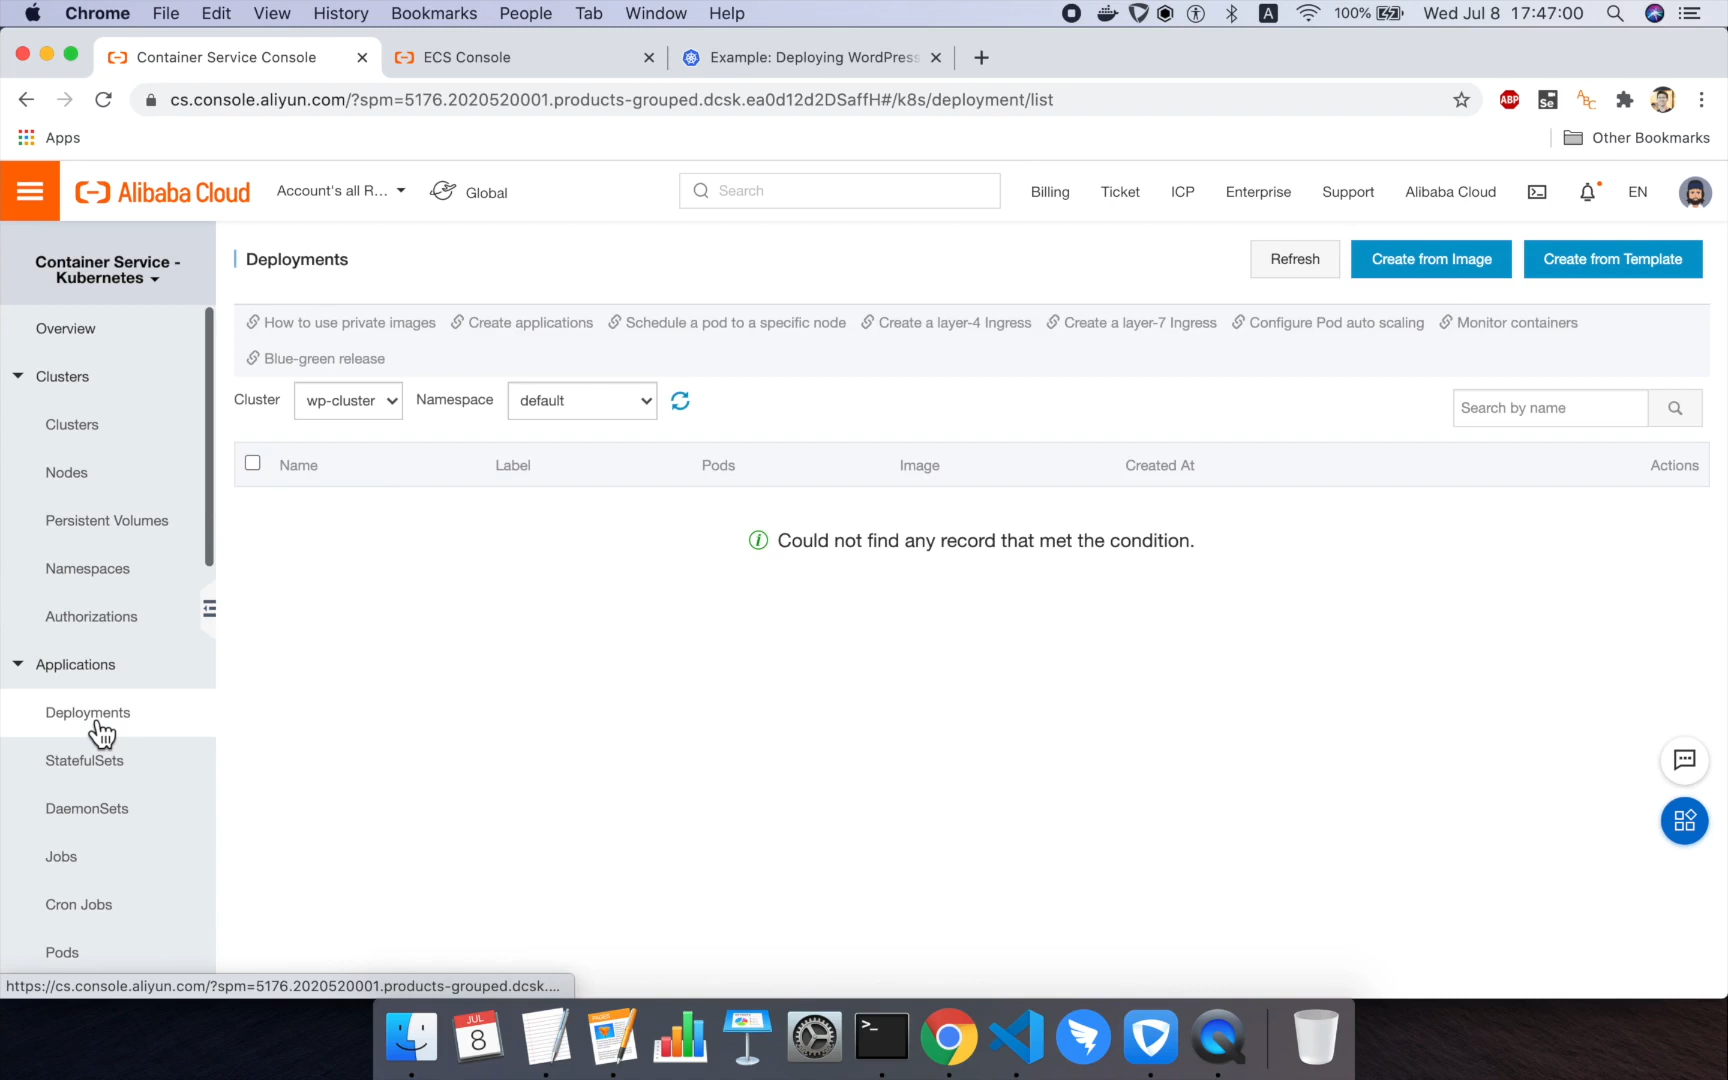 Chrome File Edit View History Bookmarks People Tab Window Help A 100% Wed Jul 8 17:47:00
Container Service Console ECS Console Example: Deploying WordPress
cs.console.aliyun.com/?spm=5176.2020520001.products-grouped.dcsk.ea0d12d2DSaffH#/k8s/deployment/list ABP Se ABC
Apps Other Bookmarks
Alibaba Cloud Account's all R... Global Search Billing Ticket ICP Enterprise Support Alibaba Cloud EN
Container Service -
Kubernetes
Overview
Clusters
Clusters
Nodes
Persistent Volumes
Namespaces
Authorizations
Applications
Deployments
StatefulSets
DaemonSets
Jobs
Cron Jobs
Pods
Deployments Refresh Create from Image Create from Template
How to use private images Create applications Schedule a pod to a specific node Create a layer-4 Ingress Create a layer-7 Ingress Configure Pod auto scaling Monitor containers
Blue-green release
Cluster wp-cluster Namespace default Search by name
Name Label Pods Image Created At Actions
Could not find any record that met the condition.
https://cs.console.aliyun.com/?spm=5176.2020520001.products-grouped.dcsk....
JUL
8
PAGES
>_